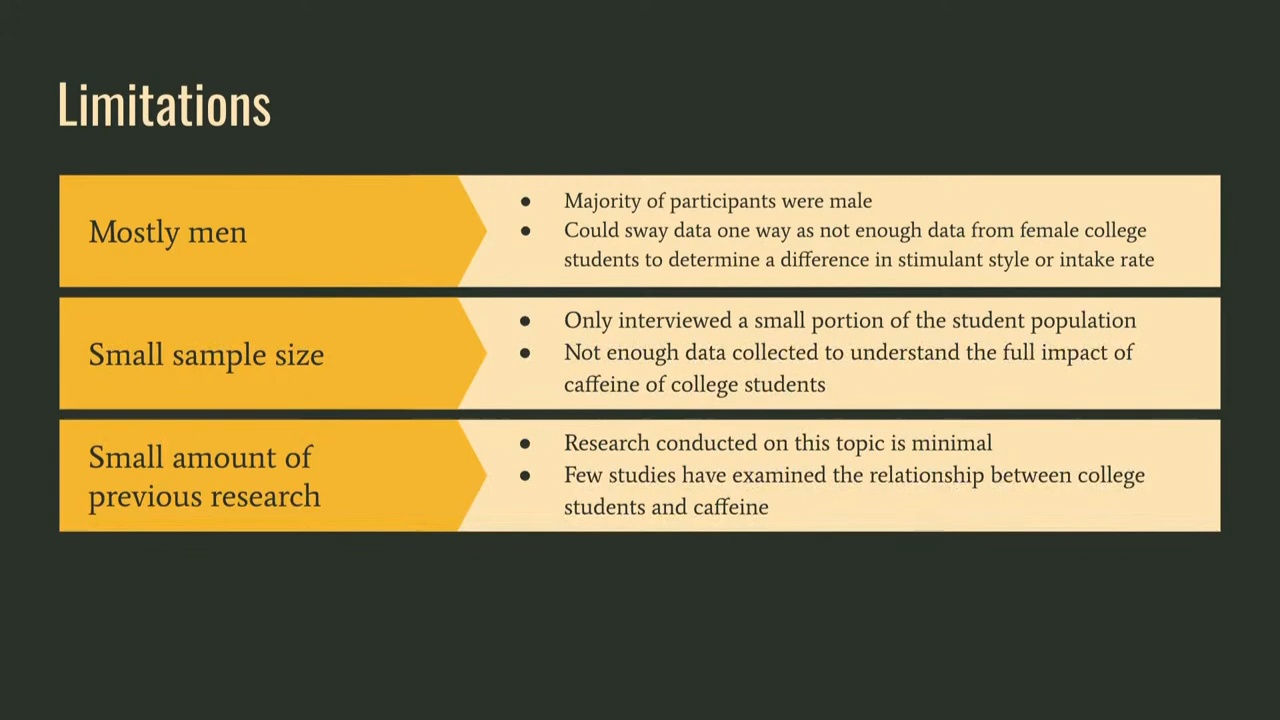 Limitations
Mostly men
● Majority of participants were male
● Could sway data one way as not enough data from female college
students to determine a difference in stimulant style or intake rate
Small sample size
● Only interviewed a small portion of the student population
● Not enough data collected to understand the full impact of
caffeine of college students
Small amount of
previous research
● Research conducted on this topic is minimal
● Few studies have examined the relationship between college
students and caffeine